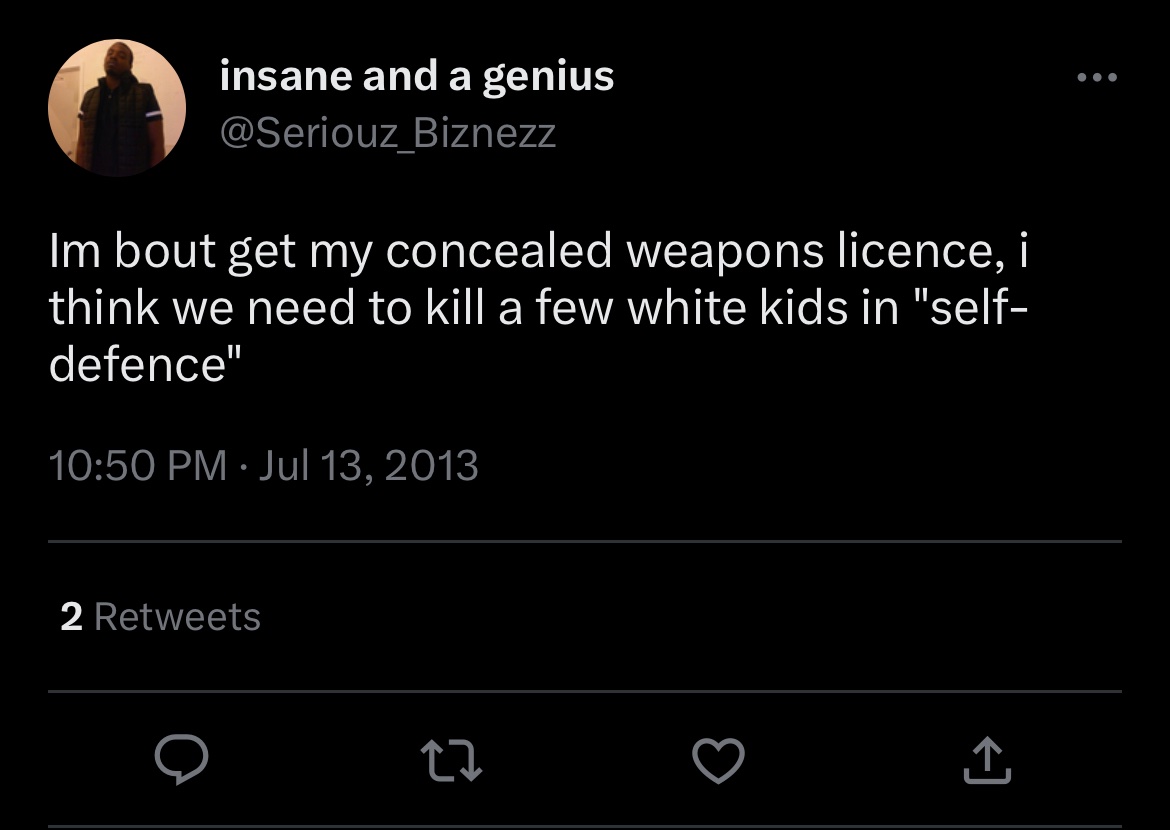 insane and a genius
@Seriouz_Biznezz
Im bout get my concealed weapons licence, i
think we need to kill a few white kids in "self-
defence"
10:50 PM · Jul 13, 2013
2 Retweets